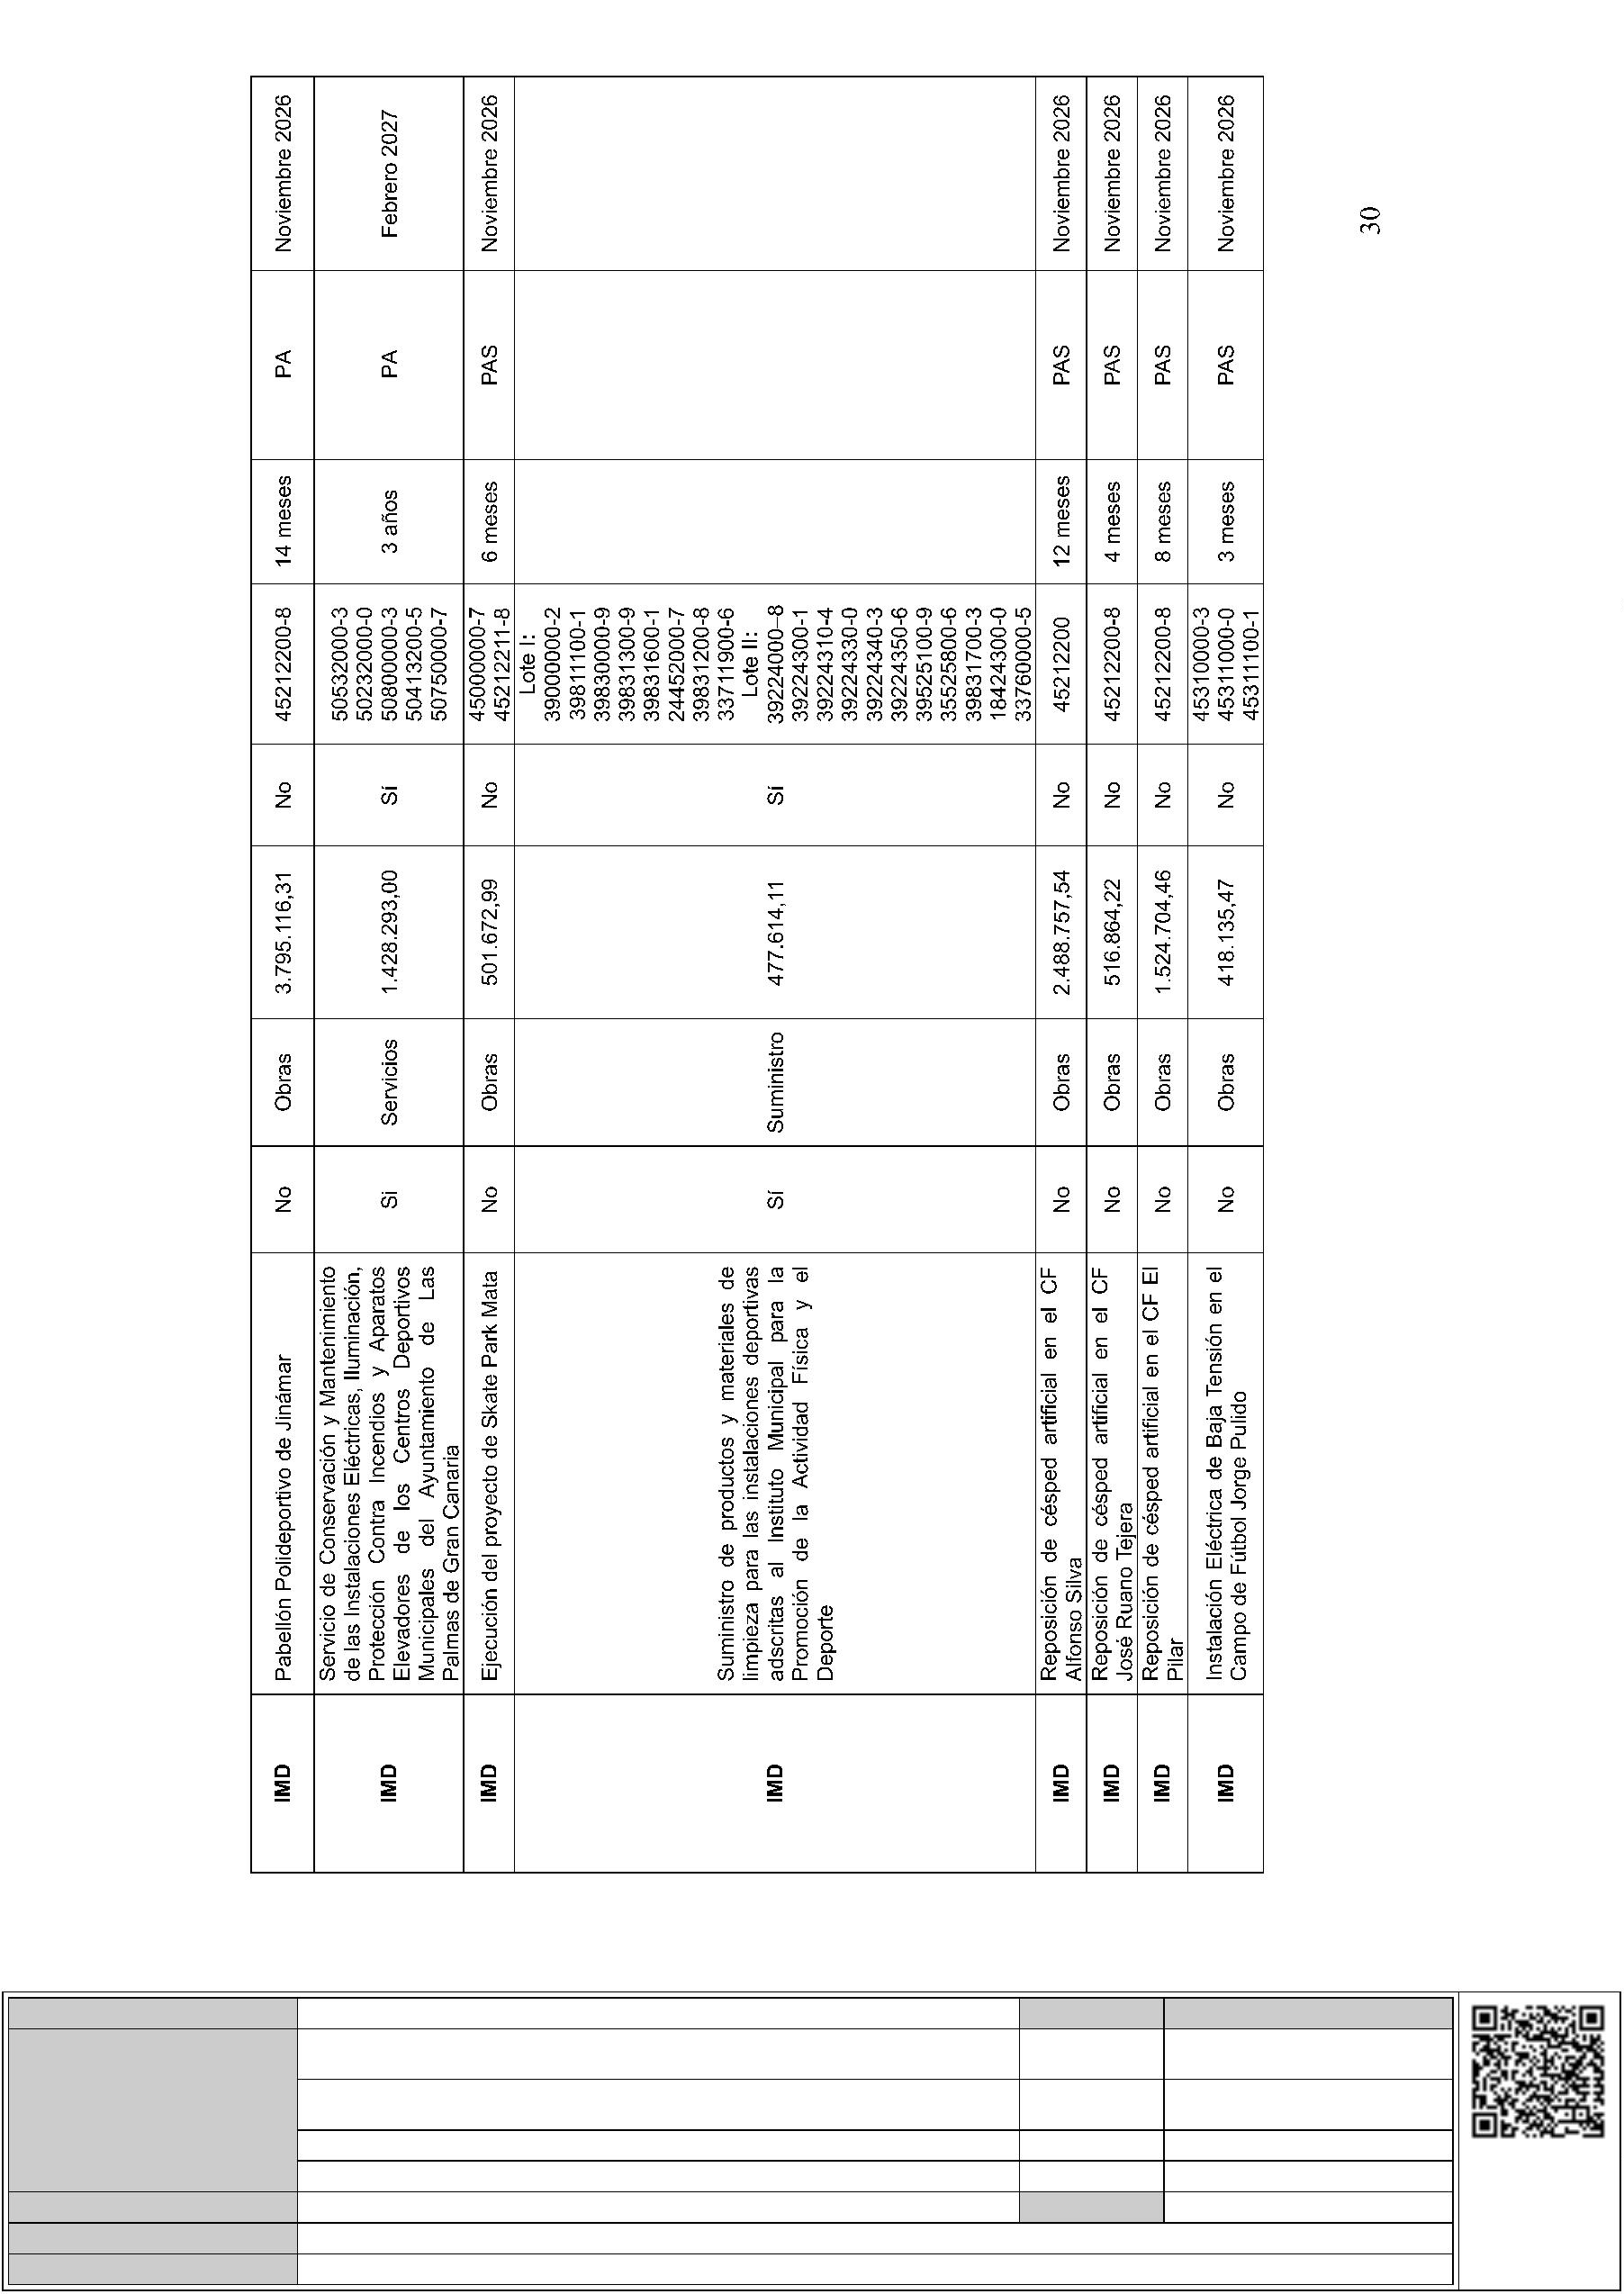 IMD
Pabellón Polideportivo de Jinámar
No
Obras
3.795.116,31
No
45212200-8
14 meses
PA
Noviembre 2026
IMD
Servicio de Conservación y Mantenimiento
de las Instalaciones Eléctricas, Iluminación,
Protección Contra Incendios y Aparatos
Elevadores de los Centros Deportivos
Municipales del Ayuntamiento de Las
Palmas de Gran Canaria
Si
Servicios
1.428.293,00
Sí
50532000-3
50232000-0
50800000-3
50413200-5
50750000-7
3 años
PA
Febrero 2027
IMD
Ejecución del proyecto de Skate Park Mata
No
Obras
501.672,99
No
45000000-7
45212211-8
6 meses
PAS
Noviembre 2026
IMD
Suministro de productos y materiales de
limpieza para las instalaciones deportivas
adscritas al Instituto Municipal para la
Promoción de la Actividad Física y el
Deporte
Sí
Suministro
477.614,11
Sí
Lote I:
39000000-2
39811100-1
39830000-9
39831300-9
39831600-1
24452000-7
39831200-8
33711900-6
Lote II:
39224000–8
39224300-1
39224310-4
39224330-0
39224340-3
39224350-6
39525100-9
35525800-6
39831700-3
18424300-0
33760000-5
IMD
Reposición de césped artificial en el CF
Alfonso Silva
No
Obras
2.488.757,54
No
45212200
12 meses
PAS
Noviembre 2026
IMD
Reposición de césped artificial en el CF
José Ruano Tejera
No
Obras
516.864,22
No
45212200-8
4 meses
PAS
Noviembre 2026
IMD
Reposición de césped artificial en el CF El
Pilar
No
Obras
1.524.704,46
No
45212200-8
8 meses
PAS
Noviembre 2026
IMD
Instalación Eléctrica de Baja Tensión en el
Campo de Fútbol Jorge Pulido
No
Obras
418.135,47
No
45310000-3
45311000-0
45311100-1
3 meses
PAS
Noviembre 2026
30